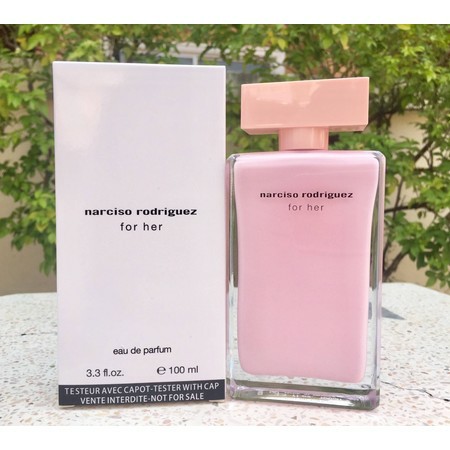 narciso rodriguez
for her
eau de parfum
3.3 fl.oz. ℮ 100 ml
TESTEUR AVEC CAPOT-TESTER WITH CAP
VENTE INTERDITE-NOT FOR SALE
narciso rodriguez
for her